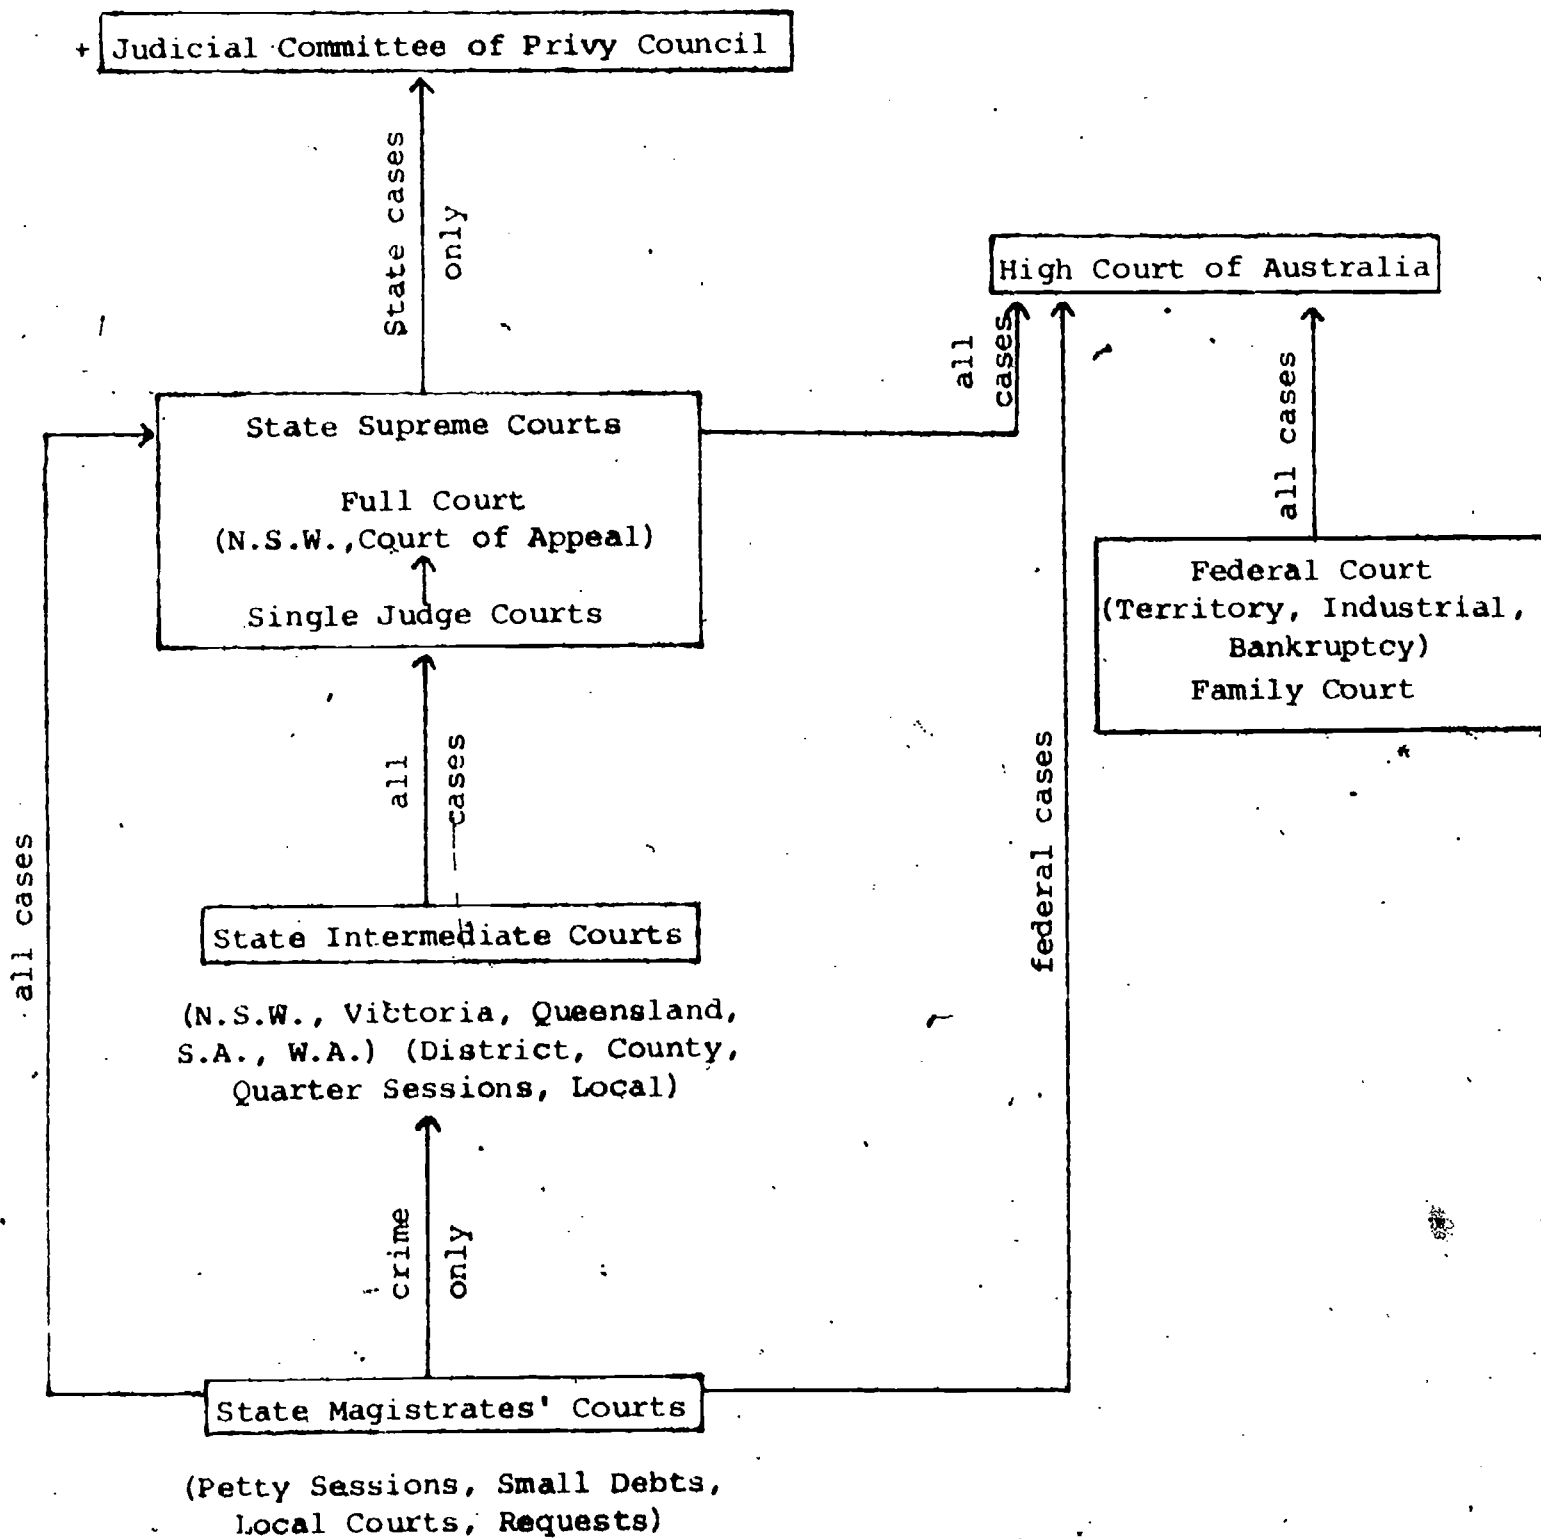 + Judicial Committee of Privy Council
State cases
only
High Court of Australia
all
cases
all cases
State Supreme Courts
Full Court
(N.S.W., Court of Appeal)
Single Judge Courts
Federal Court
(Territory, Industrial,
Bankruptcy)
Family Court
*
all
cases
federal cases
all cases
State Intermediate Courts
(N.S.W., Victoria, Queensland,
S.A., W.A.) (District, County,
Quarter Sessions, Local)
crime
only
State Magistrates' Courts
(Petty Sessions, Small Debts,
Local Courts, Requests)